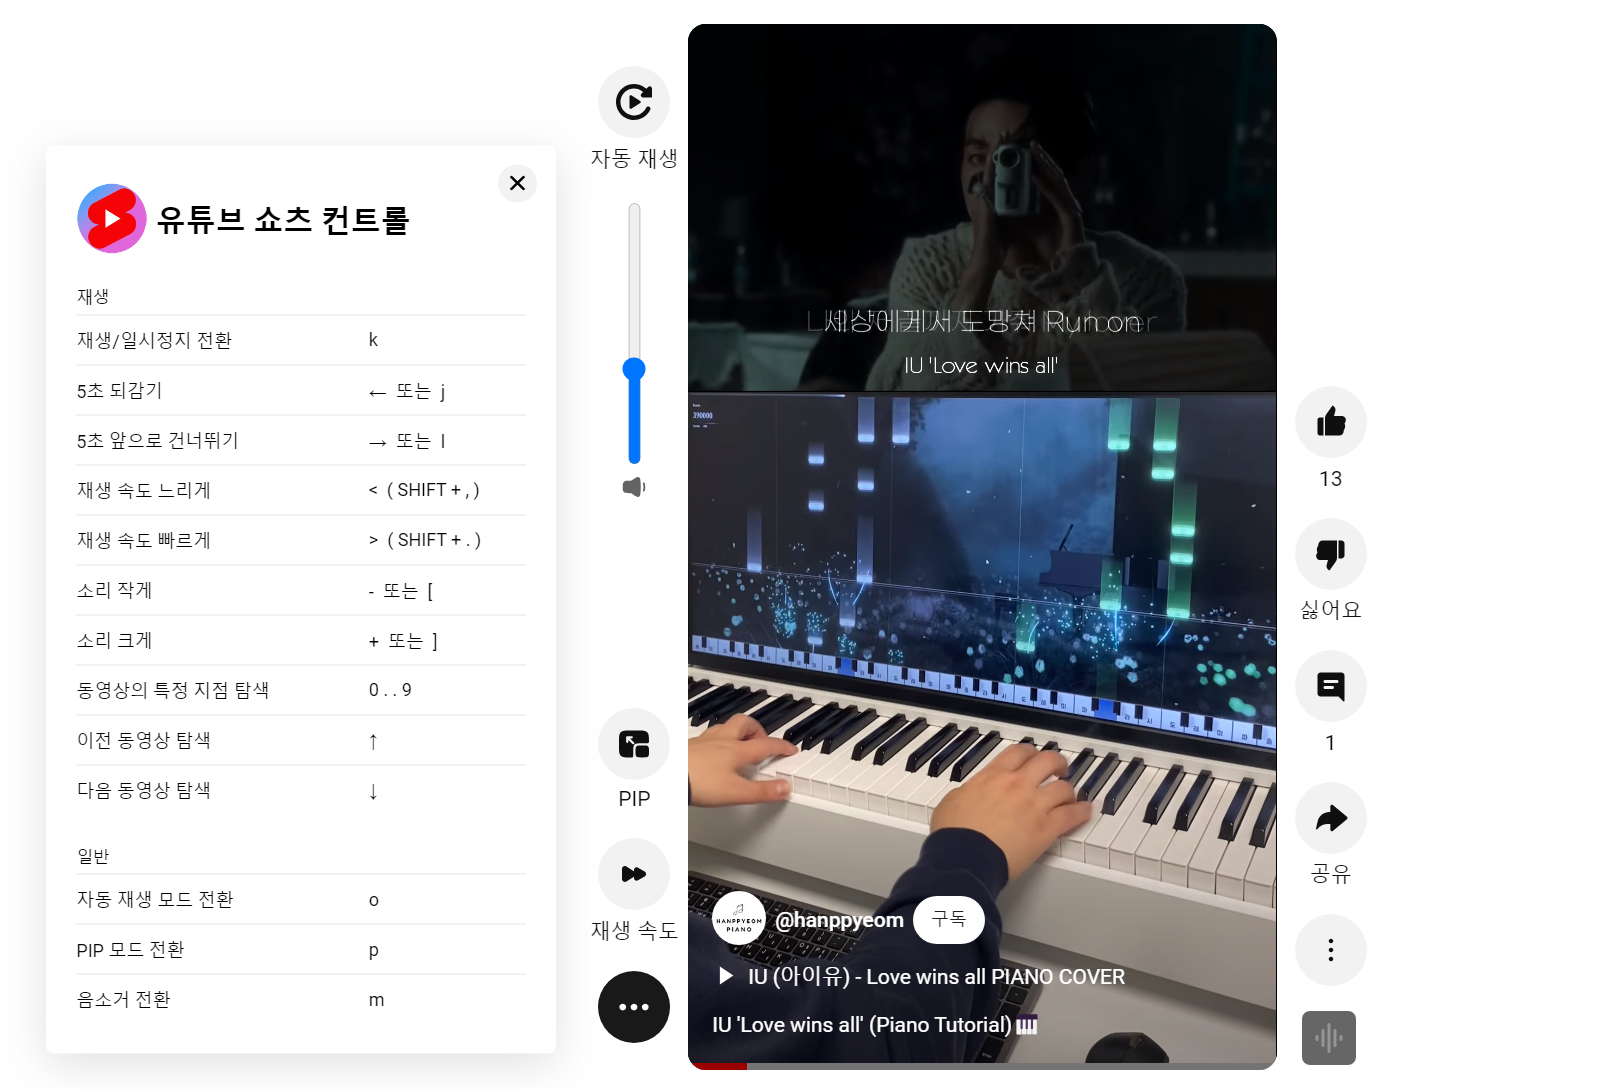 유튜브 쇼츠 컨트롤
재생
재생/일시정지 전환 k
5초 되감기 ← 또는 j
5초 앞으로 건너뛰기 → 또는 l
재생 속도 느리게 < ( SHIFT + , )
재생 속도 빠르게 > ( SHIFT + . )
소리 작게 - 또는 [
소리 크게 + 또는 ]
동영상의 특정 지점 탐색 0 . . 9
이전 동영상 탐색 ↑
다음 동영상 탐색 ↓
일반
자동 재생 모드 전환 o
PIP 모드 전환 p
음소거 전환 m
자동 재생
PIP
재생 속도
세상에게서 도망쳐 Run on
IU 'Love wins all'
390000
HANPPYEOM
PIANO
@hanppyeom
구독
IU (아이유) - Love wins all PIANO COVER
IU 'Love wins all' (Piano Tutorial)
13
싫어요
1
공유